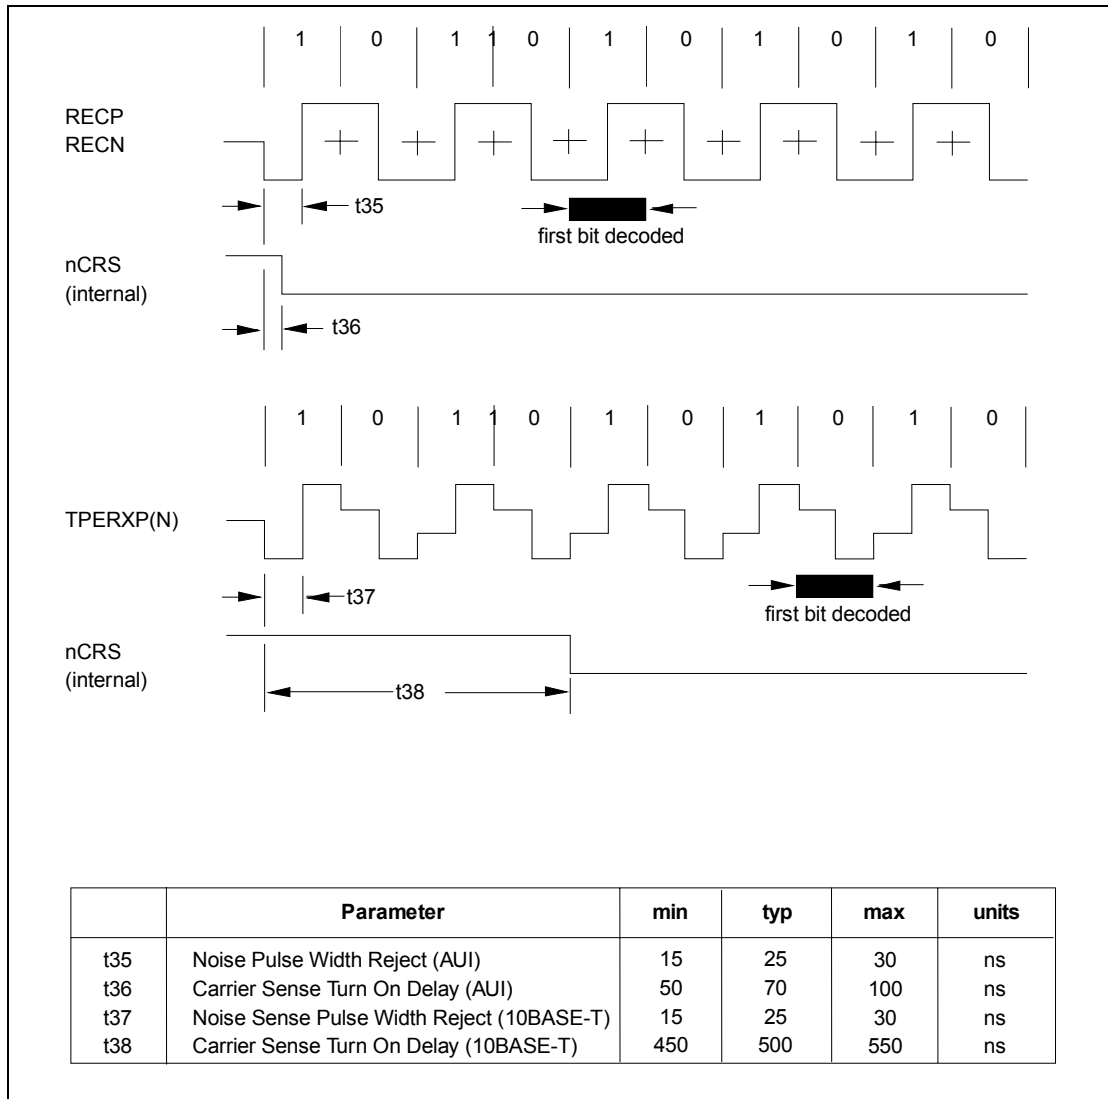 1 0 1 1 0 1 0 1 0 1 0
RECP
RECN
t35
first bit decoded
nCRS
(internal)
t36
1 0 1 1 0 1 0 1 0 1 0
TPERXP(N)
t37
first bit decoded
nCRS
(internal)
t38
Parameter min typ max units
t35 Noise Pulse Width Reject (AUI) 15 25 30 ns
t36 Carrier Sense Turn On Delay (AUI) 50 70 100 ns
t37 Noise Sense Pulse Width Reject (10BASE-T) 15 25 30 ns
t38 Carrier Sense Turn On Delay (10BASE-T) 450 500 550 ns